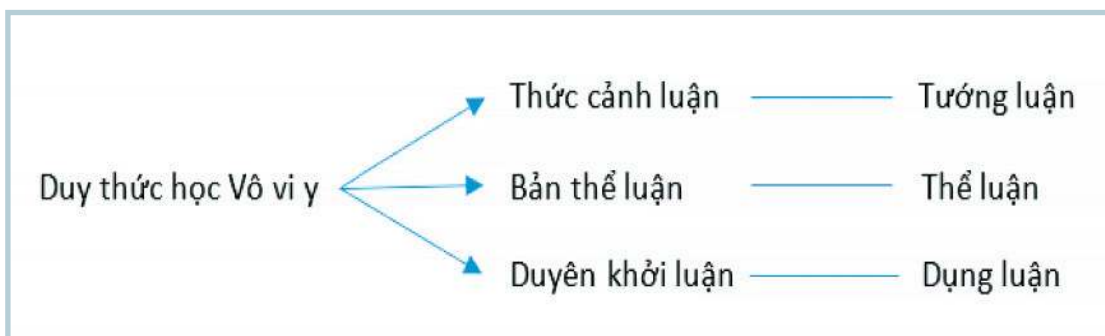 Thức cảnh luận Tướng luận
Duy thức học Vô vi y Bản thể luận Thể luận
Duyên khởi luận Dụng luận